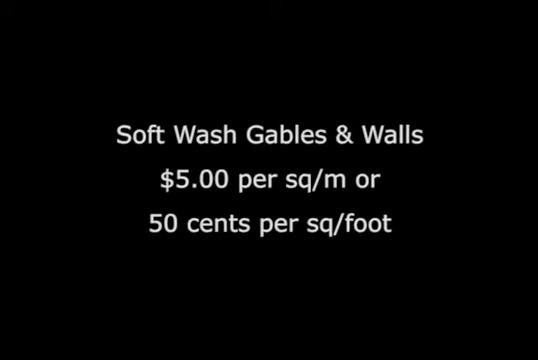 Soft Wash Gables & Walls
$5.00 per sq/m or
50 cents per sq/foot